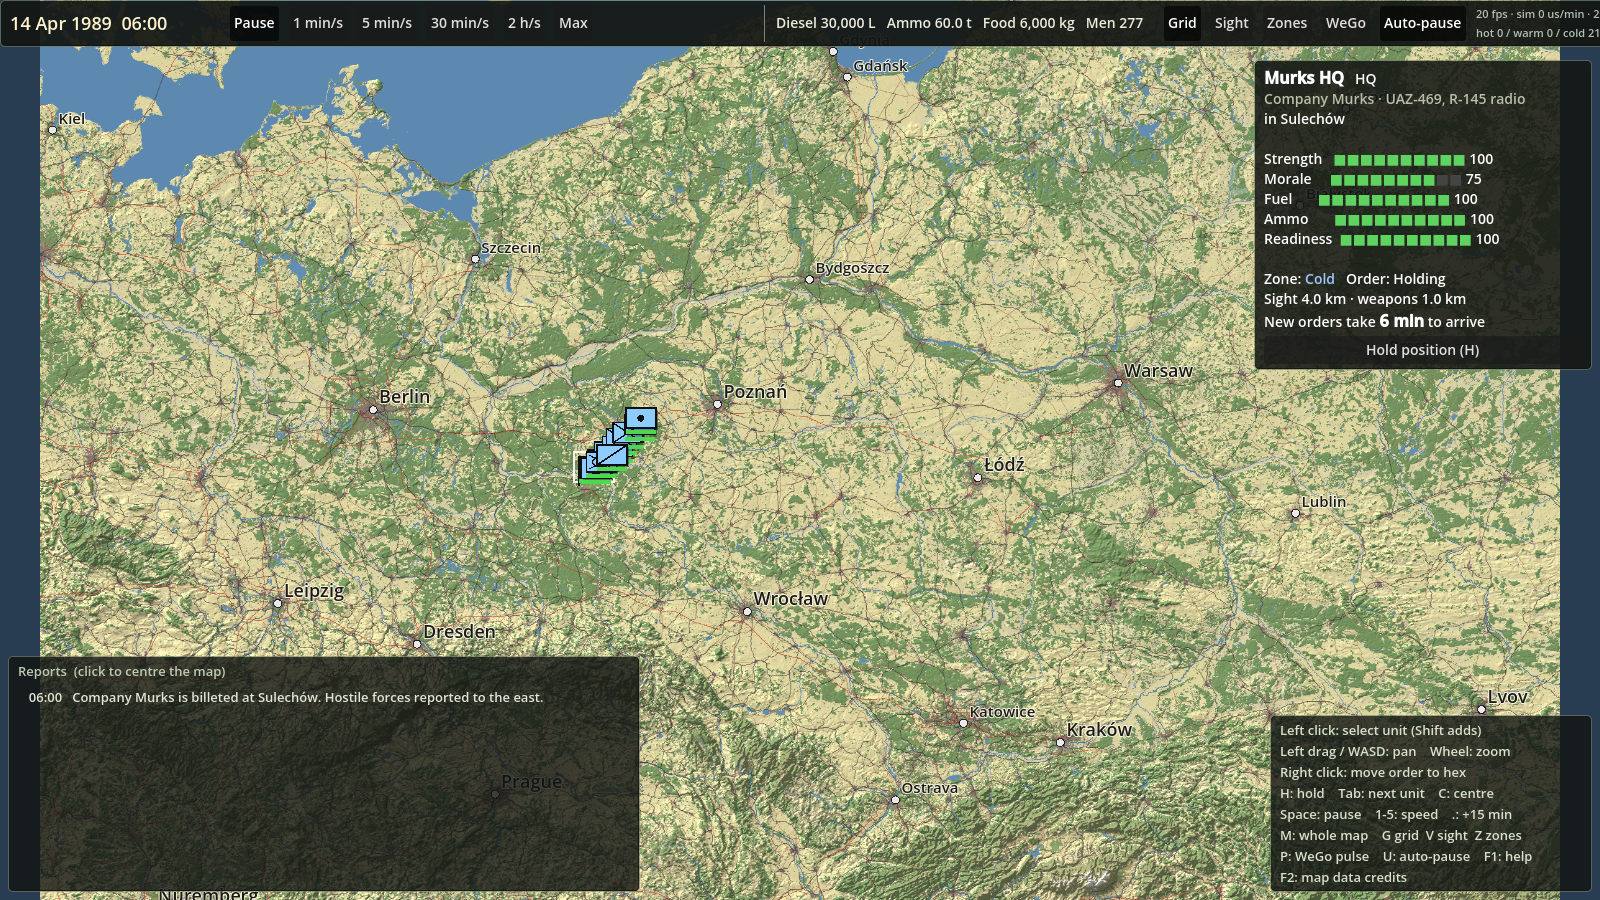 14 Apr 1989 06:00
Pause 1 min/s 5 min/s 30 min/s 2 h/s Max
Diesel 30,000 L Ammo 60.0 t Food 6,000 kg Men 277
Grid Sight Zones WeGo Auto-pause
20 fps · sim 0 us/min · 2
hot 0 / warm 0 / cold 21
Gdynia
Gdańsk
Kiel
Murks HQ HQ
Company Murks · UAZ-469, R-145 radio
in Sulechów
Strength 100
Morale 75
Fuel 100
Ammo 100
Readiness 100
Zone: Cold Order: Holding
Sight 4.0 km · weapons 1.0 km
New orders take 6 min to arrive
Hold position (H)
Szczecin
Bydgoszcz
Warsaw
Berlin
Poznań
Łódź
Lublin
Leipzig
Wrocław
Dresden
Lvov
Katowice
Kraków
Ostrava
Prague
Nuremberg
Reports (click to centre the map)
06:00 Company Murks is billeted at Sulechów. Hostile forces reported to the east.
Left click: select unit (Shift adds)
Left drag / WASD: pan Wheel: zoom
Right click: move order to hex
H: hold Tab: next unit C: centre
Space: pause 1-5: speed .: +15 min
M: whole map G grid V sight Z zones
P: WeGo pulse U: auto-pause F1: help
F2: map data credits